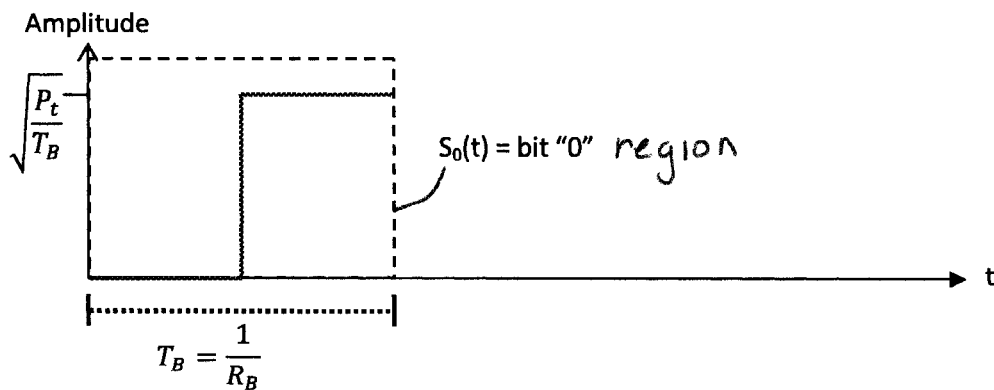 Amplitude
√(P_t/T_B)
S₀(t) = bit “0” region
t
T_B = 1/R_B